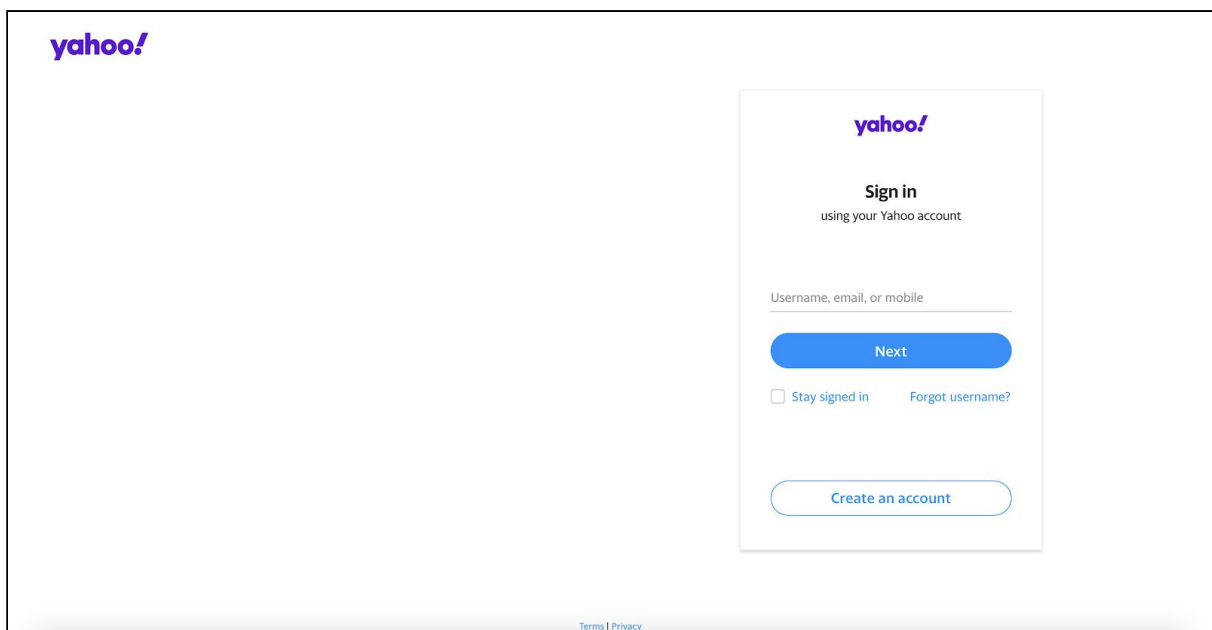 yahoo!
yahoo!
Sign in
using your Yahoo account
Username, email, or mobile
Next
Stay signed in Forgot username?
Create an account
Terms | Privacy